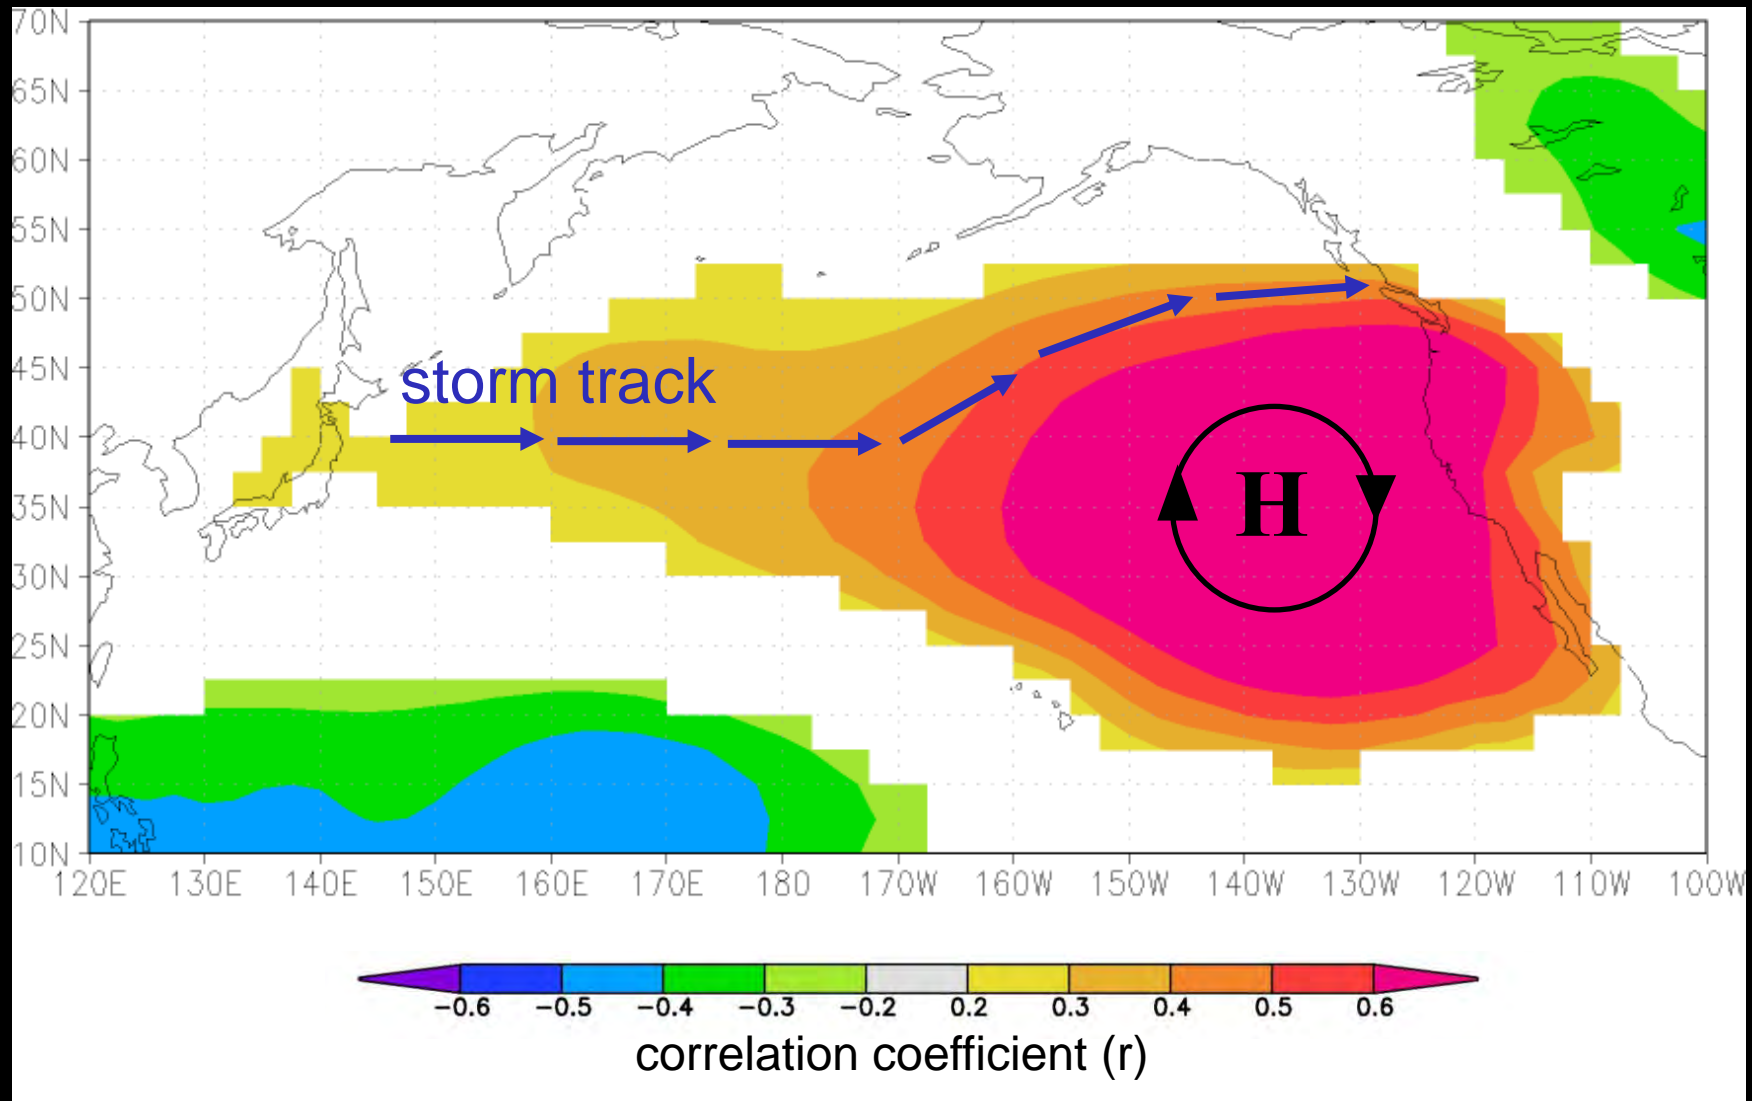 70N
65N
60N
55N
50N
45N
storm track
40N
H
35N
30N
25N
20N
15N
10N
120E 130E 140E 150E 160E 170E 180 170W 160W 150W 140W 130W 120W 110W 100W
−0.6 −0.5 −0.4 −0.3 −0.2 0.2 0.3 0.4 0.5 0.6
correlation coefficient (r)